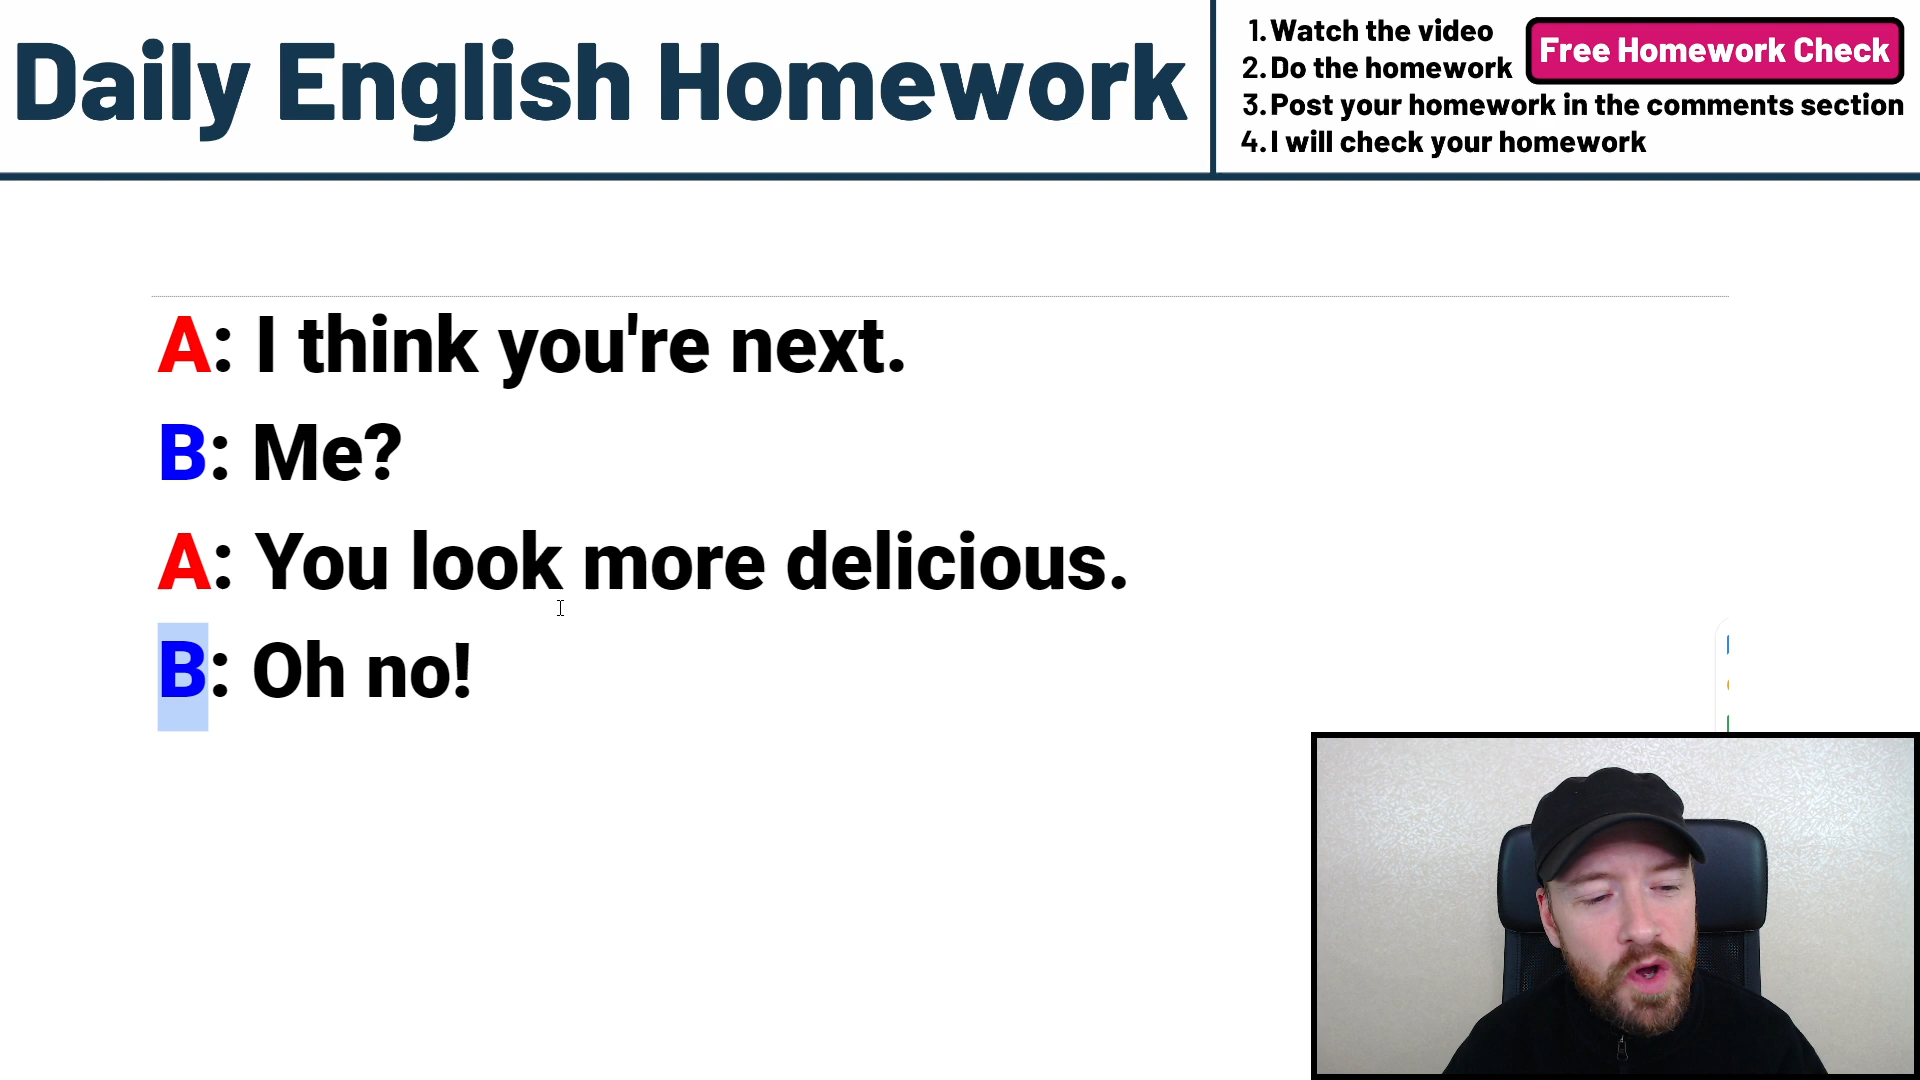 Daily English Homework
1. Watch the video
2. Do the homework
Free Homework Check
3. Post your homework in the comments section
4. I will check your homework
A: I think you're next.
B: Me?
A: You look more delicious.
B: Oh no!